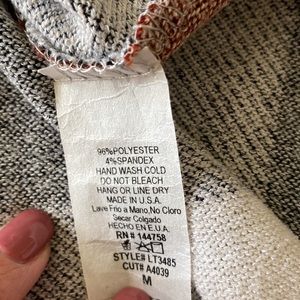 96%POLYESTER
4%SPANDEX
HAND WASH COLD
DO NOT BLEACH
HANG OR LINE DRY
MADE IN U.S.A.
Lave Frio a Mano,No Cloro
Secar Colgado
HECHO EN E.U.A.
RN # 144758
STYLE# LT3485
CUT# A4039
M